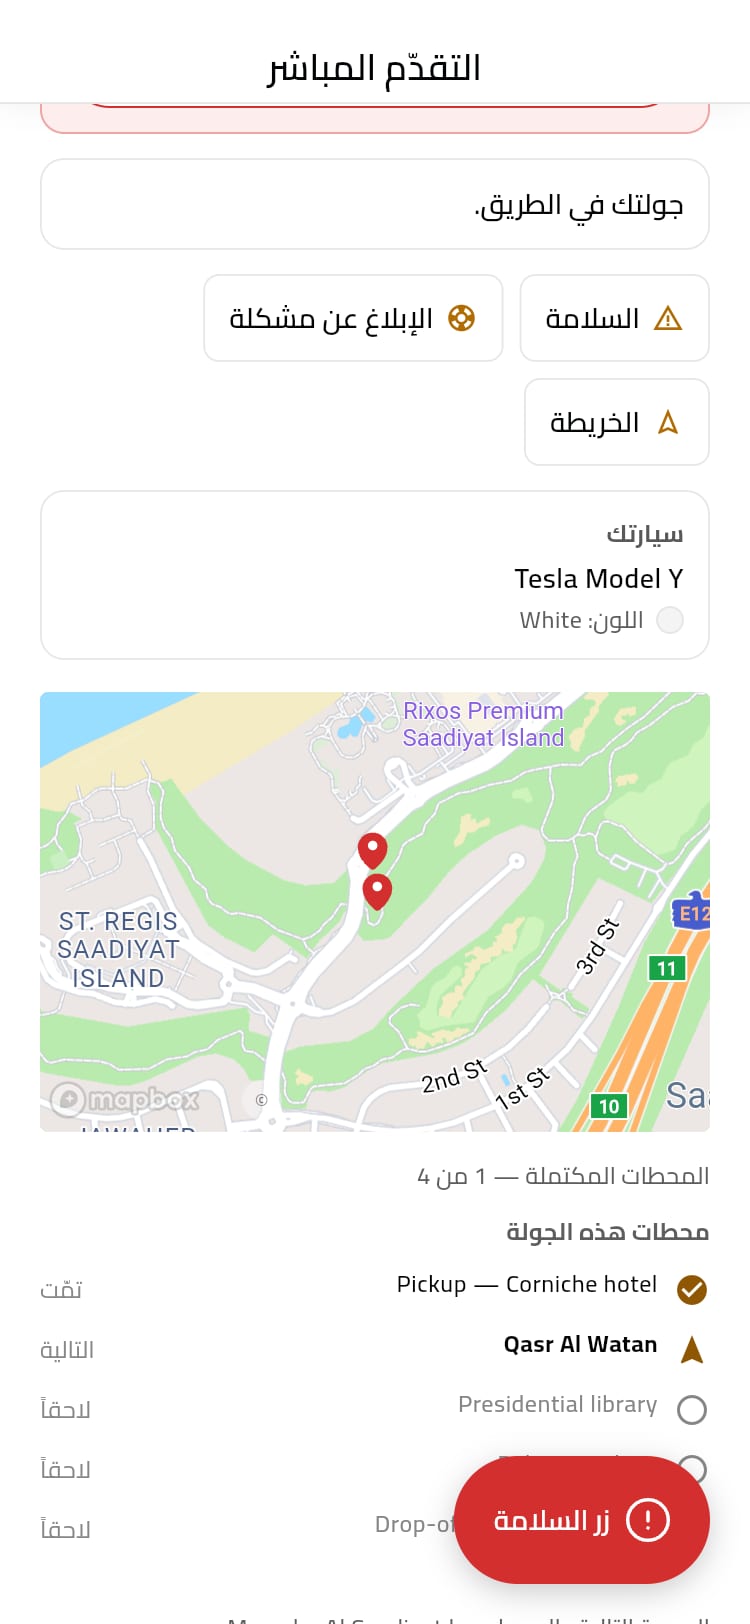 التقدّم المباشر
جولتك في الطريق.
السلامة
الإبلاغ عن مشكلة
الخريطة
سيارتك
Tesla Model Y
اللون: White
Rixos Premium
Saadiyat Island
ST. REGIS
SAADIYAT
ISLAND
3rd St
E12
11
2nd St
1st St
10
mapbox
©
المحطات المكتملة — 1 من 4
محطات هذه الجولة
Pickup — Corniche hotel
تمّت
Qasr Al Watan
التالية
Presidential library
لاحقاً
لاحقاً
لاحقاً
زر السلامة